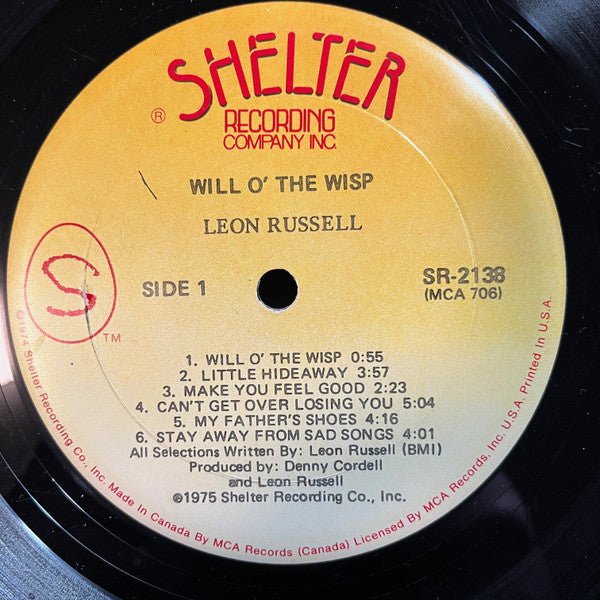 SHELTER
®
RECORDING
COMPANY INC.
WILL O' THE WISP
LEON RUSSELL
S
TM
SIDE 1
SR-2138
(MCA 706)
1. WILL O' THE WISP 0:55
2. LITTLE HIDEAWAY 3:57
3. MAKE YOU FEEL GOOD 2:23
4. CAN'T GET OVER LOSING YOU 5:04
5. MY FATHER'S SHOES 4:16
6. STAY AWAY FROM SAD SONGS 4:01
All Selections Written By: Leon Russell (BMI)
Produced by: Denny Cordell
and Leon Russell
©1975 Shelter Recording Co., Inc.
©1974 Shelter Recording Co., Inc. Made in Canada By MCA Records (Canada) Licensed By MCA Records, Inc. U.S.A. Printed In U.S.A.